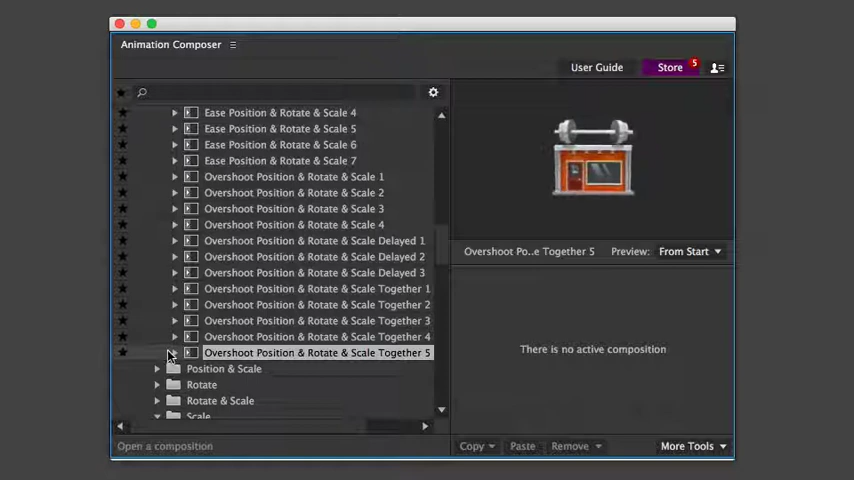 Animation Composer
User Guide
Store
5
Ease Position & Rotate & Scale 4
Ease Position & Rotate & Scale 5
Ease Position & Rotate & Scale 6
Ease Position & Rotate & Scale 7
Overshoot Position & Rotate & Scale 1
Overshoot Position & Rotate & Scale 2
Overshoot Position & Rotate & Scale 3
Overshoot Position & Rotate & Scale 4
Overshoot Position & Rotate & Scale Delayed 1
Overshoot Position & Rotate & Scale Delayed 2
Overshoot Position & Rotate & Scale Delayed 3
Overshoot Position & Rotate & Scale Together 1
Overshoot Position & Rotate & Scale Together 2
Overshoot Position & Rotate & Scale Together 3
Overshoot Position & Rotate & Scale Together 4
Overshoot Position & Rotate & Scale Together 5
Position & Scale
Rotate
Rotate & Scale
Scale
Open a composition
Overshoot Po..e Together 5 Preview: From Start
There is no active composition
Copy Paste Remove More Tools